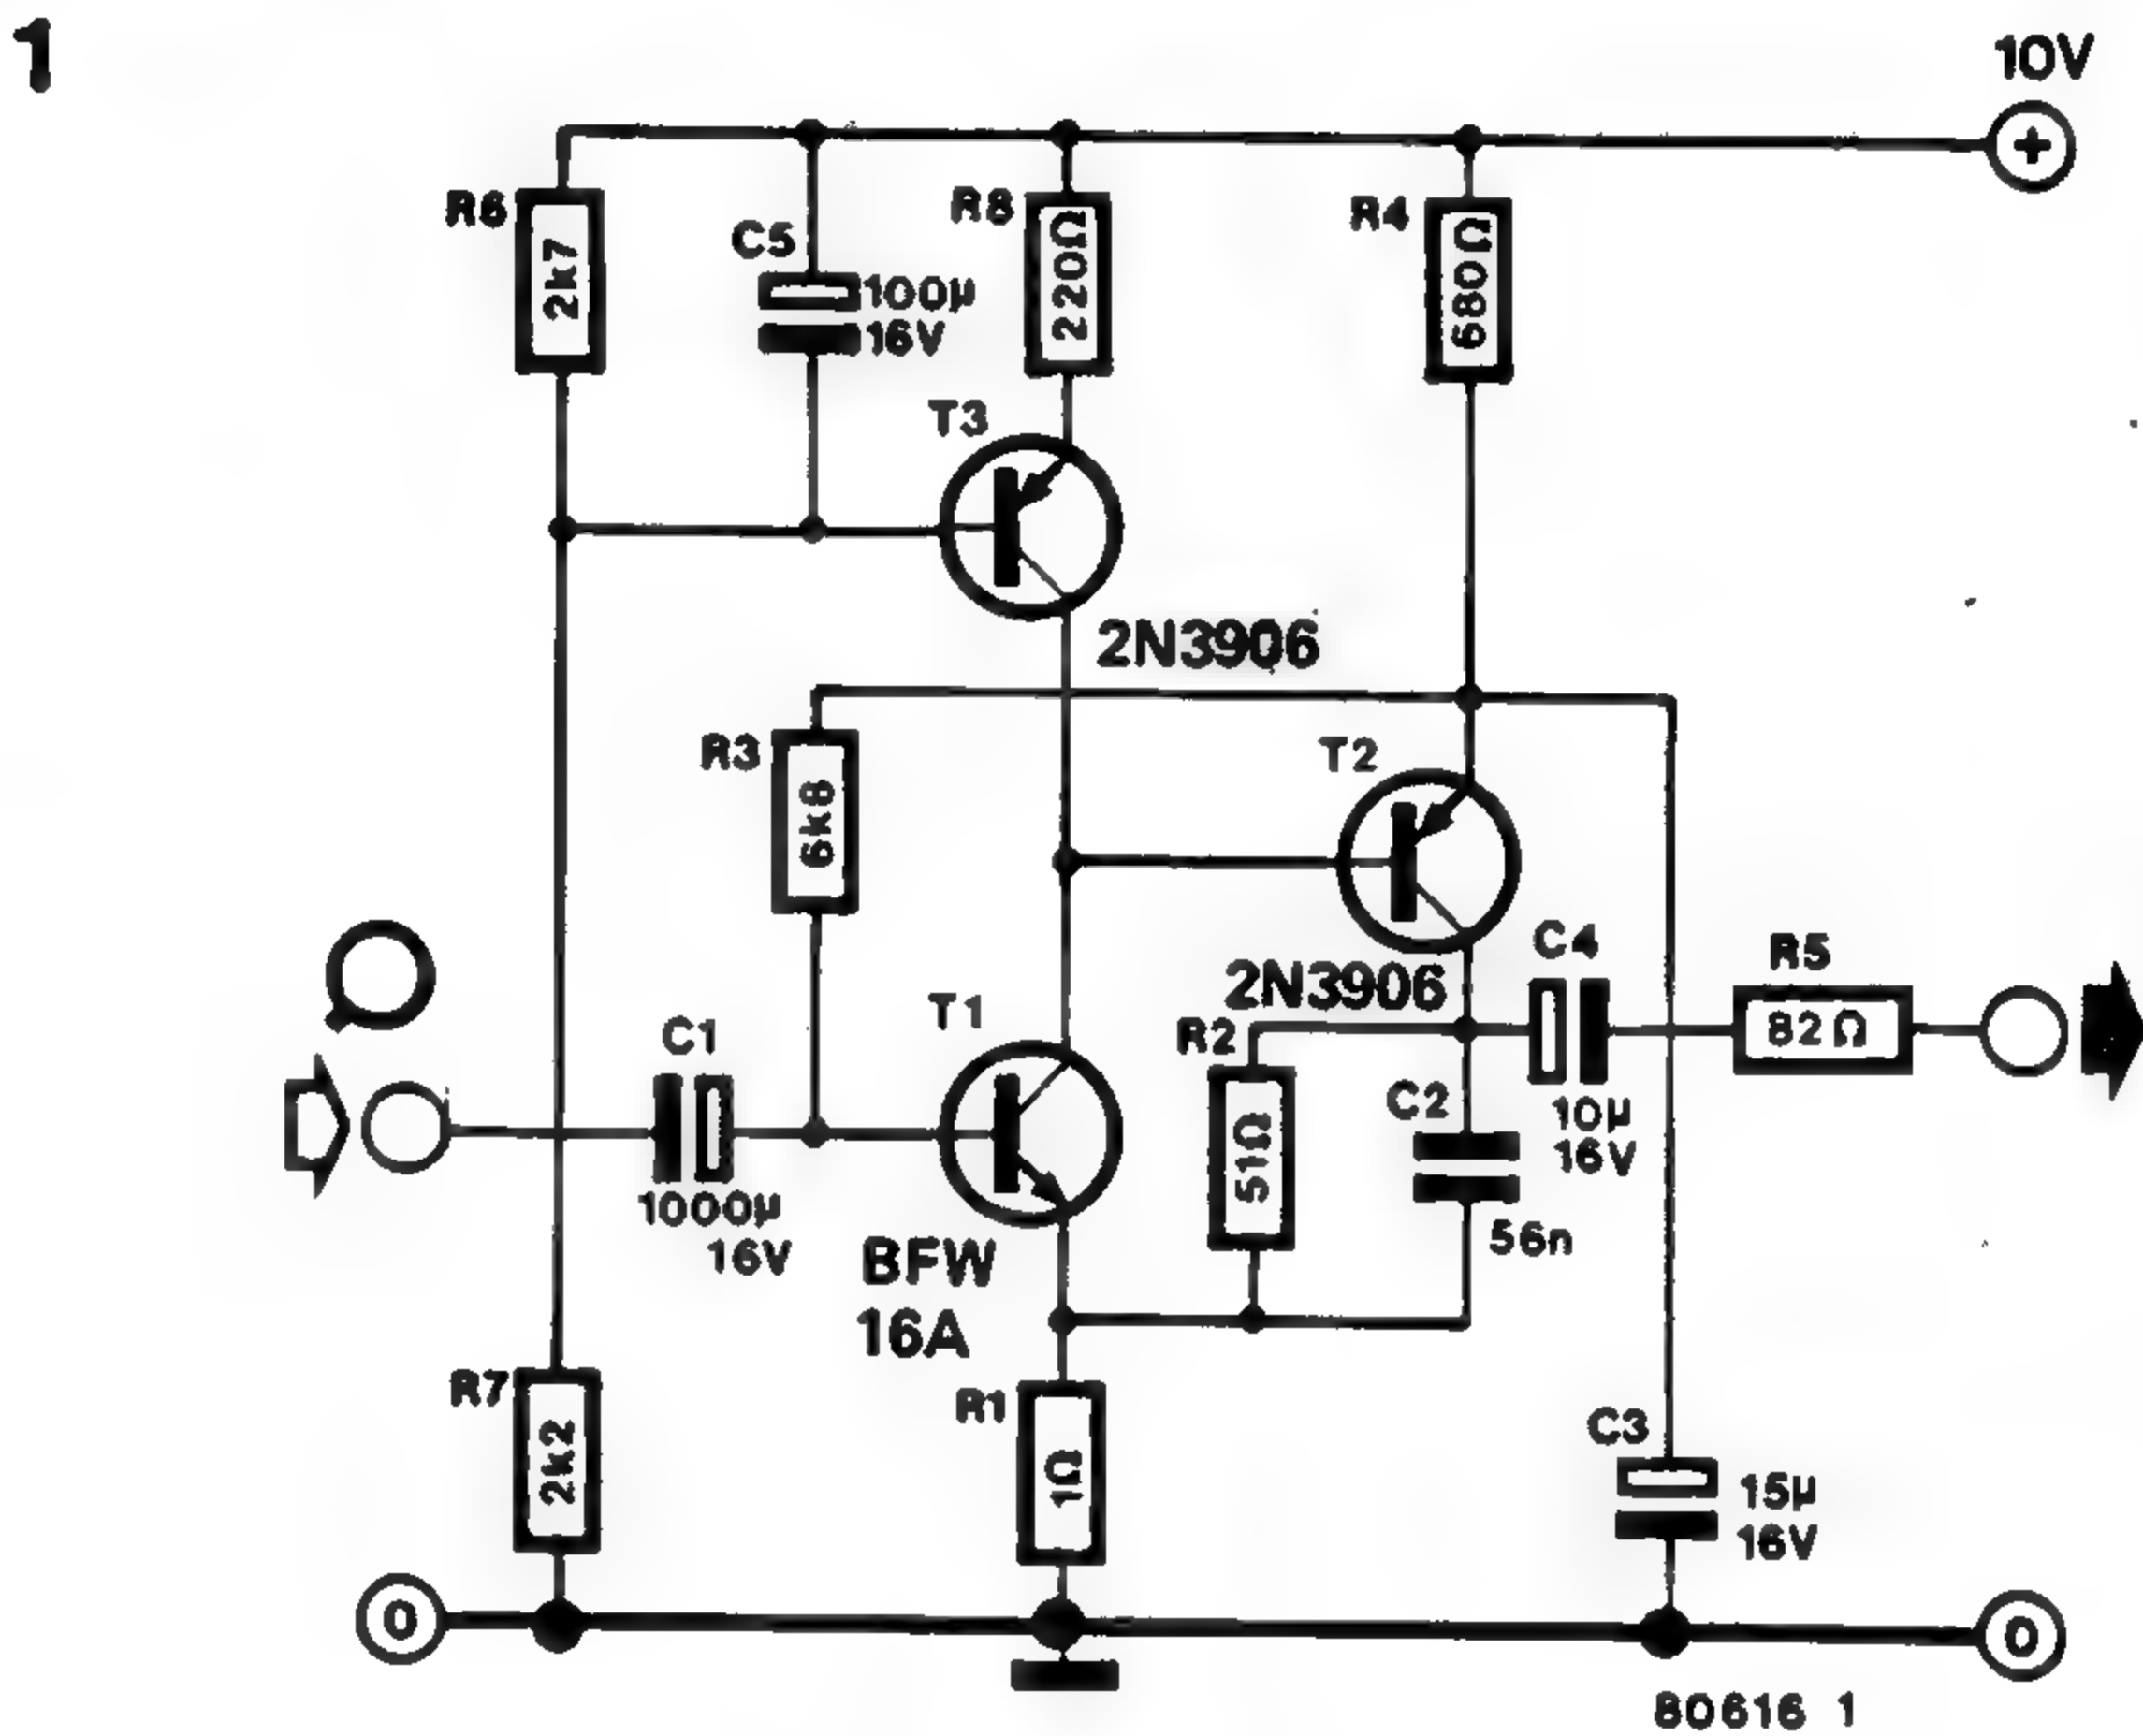 1
10V
+
R6
2k7
C5
100µ
16V
R8
220Ω
R4
680Ω
T3
2N3906
R3
6k8
T2
2N3906
C4
10µ
16V
R5
82Ω
C1
1000µ
16V
T1
BFW
16A
R2
51Ω
C2
56n
R7
2k2
R1
1Ω
C3
15µ
16V
0
0
80616 1